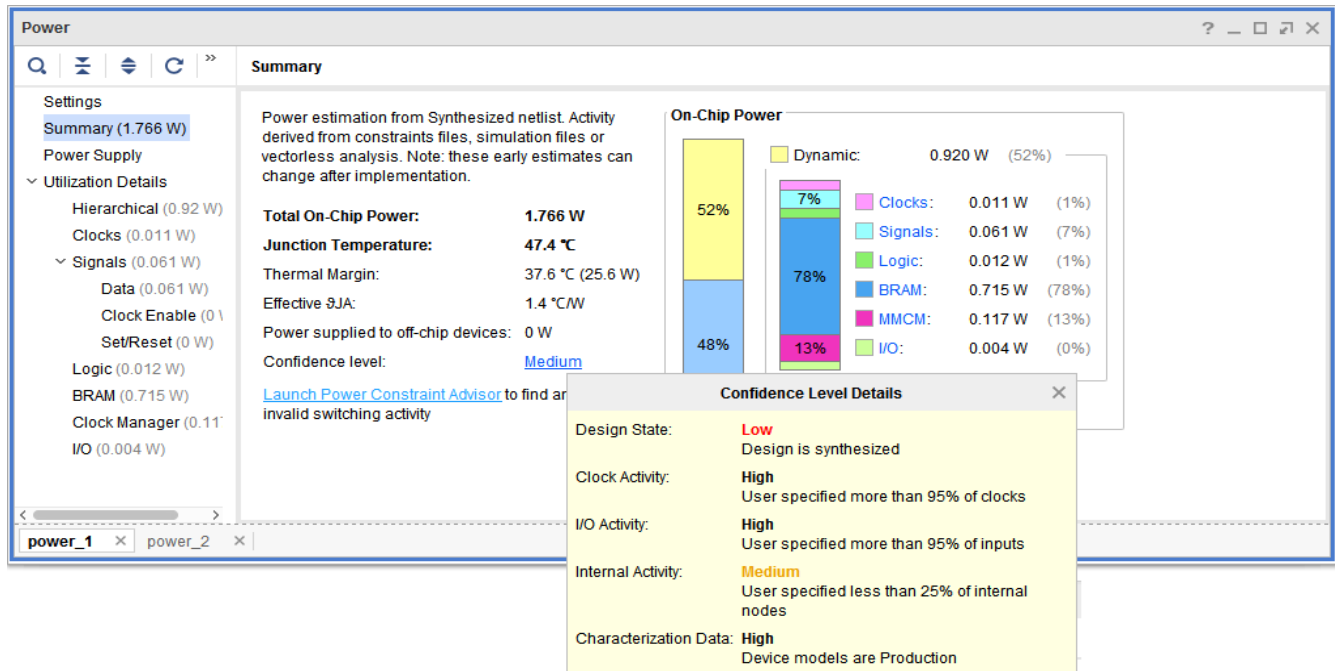 Power
Summary
Settings
Summary (1.766 W)
Power Supply
Utilization Details
Hierarchical (0.92 W)
Clocks (0.011 W)
Signals (0.061 W)
Data (0.061 W)
Clock Enable (0
Set/Reset (0 W)
Logic (0.012 W)
BRAM (0.715 W)
Clock Manager (0.11
I/O (0.004 W)
Power estimation from Synthesized netlist. Activity
derived from constraints files, simulation files or
vectorless analysis. Note: these early estimates can
change after implementation.
Total On-Chip Power: 1.766 W
Junction Temperature: 47.4 °C
Thermal Margin: 37.6 °C (25.6 W)
Effective ϑJA: 1.4 °C/W
Power supplied to off-chip devices: 0 W
Confidence level: Medium
Launch Power Constraint Advisor to find an
invalid switching activity
On-Chip Power
52%
48%
Dynamic: 0.920 W (52%)
7%
78%
13%
Clocks: 0.011 W (1%)
Signals: 0.061 W (7%)
Logic: 0.012 W (1%)
BRAM: 0.715 W (78%)
MMCM: 0.117 W (13%)
I/O: 0.004 W (0%)
Confidence Level Details
Design State: Low
Design is synthesized
Clock Activity: High
User specified more than 95% of clocks
I/O Activity: High
User specified more than 95% of inputs
Internal Activity: Medium
User specified less than 25% of internal
nodes
Characterization Data: High
Device models are Production
power_1
power_2